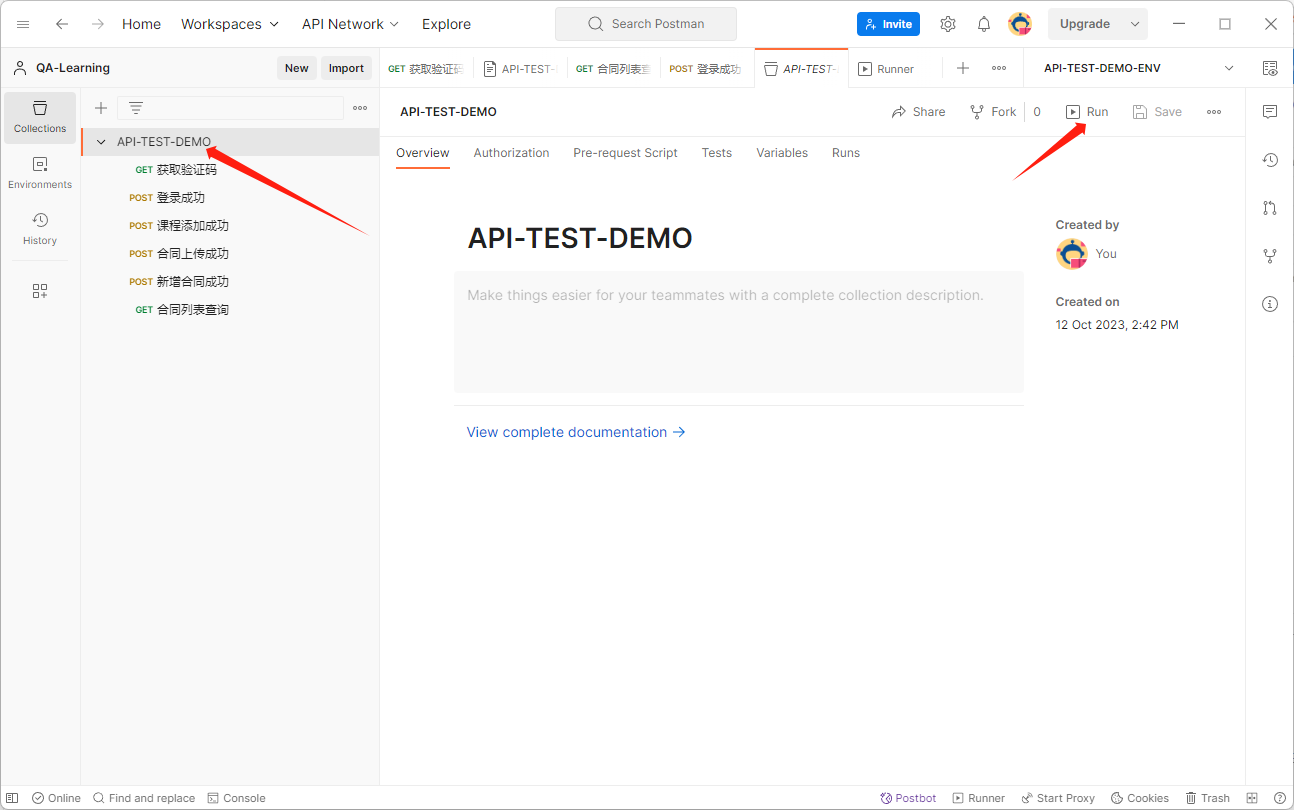 Home Workspaces API Network Explore Search Postman Invite Upgrade
QA-Learning New Import GET 获取验证码 API-TEST- GET 合同列表查 POST 登录成功 API-TEST- Runner API-TEST-DEMO-ENV
Collections
Environments
History
API-TEST-DEMO
GET 获取验证码
POST 登录成功
POST 课程添加成功
POST 合同上传成功
POST 新增合同成功
GET 合同列表查询
API-TEST-DEMO Share Fork 0 Run Save
Overview Authorization Pre-request Script Tests Variables Runs
API-TEST-DEMO
Make things easier for your teammates with a complete collection description.
View complete documentation →
Created by
You
Created on
12 Oct 2023, 2:42 PM
Online Find and replace Console Postbot Runner Start Proxy Cookies Trash